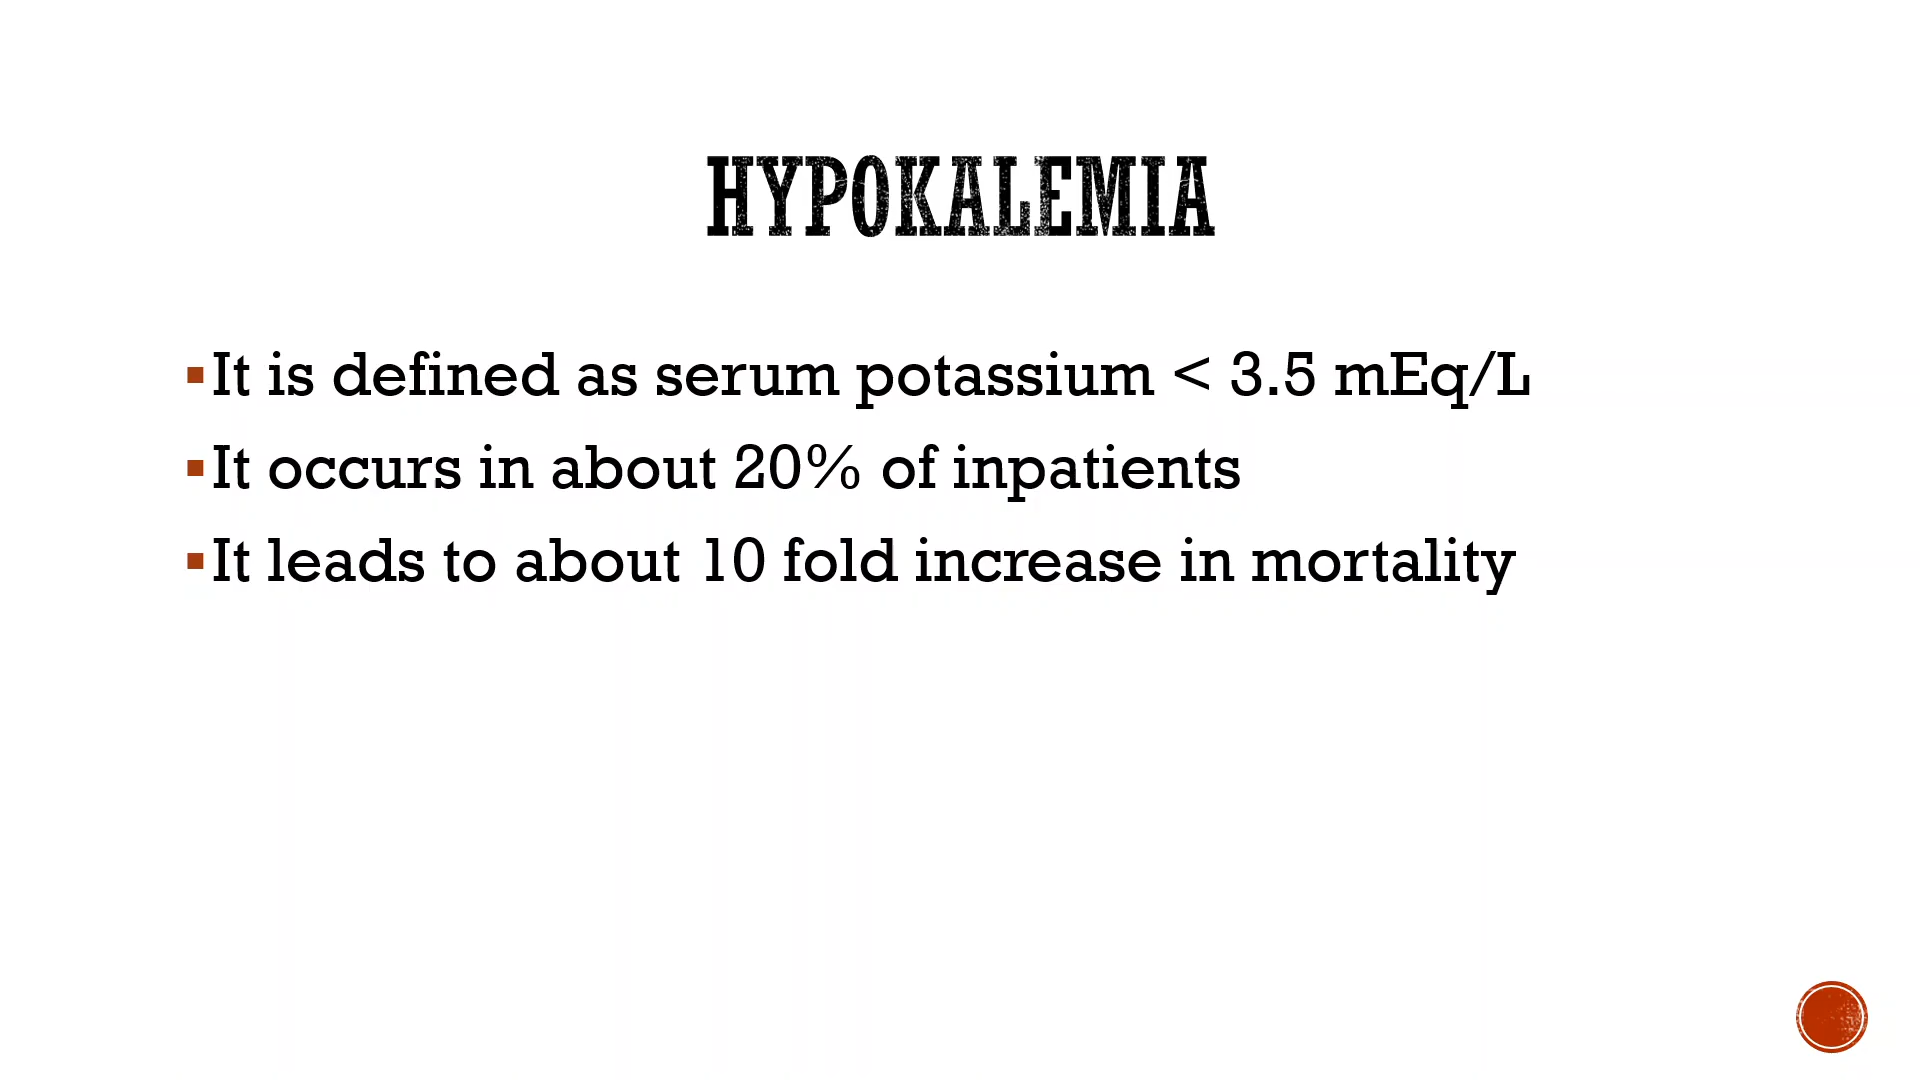 HYPOKALEMIA
▪It is defined as serum potassium < 3.5 mEq/L
▪It occurs in about 20% of inpatients
▪It leads to about 10 fold increase in mortality